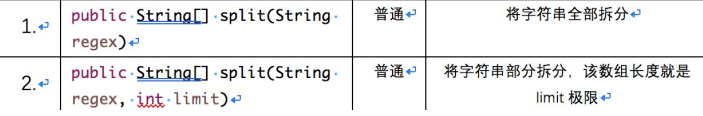 1. public String[] split(String regex) 普通 将字符串全部拆分
2. public String[] split(String regex, int limit) 普通 将字符串部分拆分，该数组长度就是 limit 极限